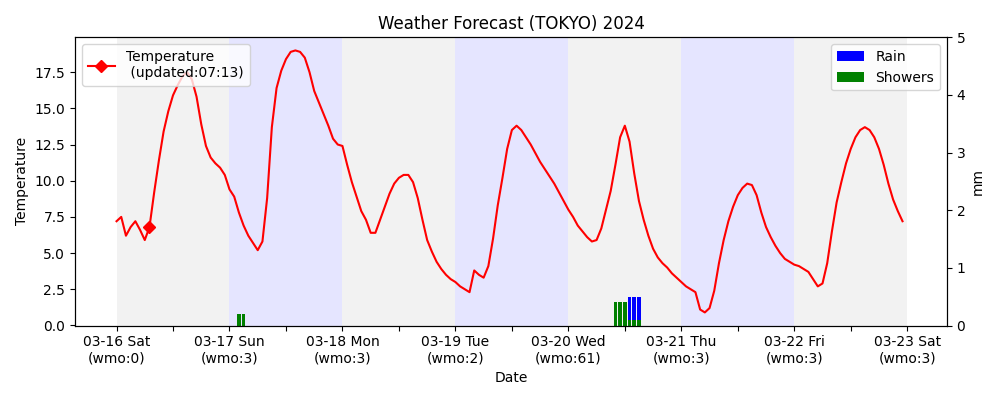 Weather Forecast (TOKYO) 2024
Temperature
(updated:07:13)
Rain
Showers
17.5
15.0
12.5
10.0
7.5
5.0
2.5
0.0
Temperature
5
4
3
2
1
0
mm
03-16 Sat
(wmo:0)
03-17 Sun
(wmo:3)
03-18 Mon
(wmo:3)
03-19 Tue
(wmo:2)
03-20 Wed
(wmo:61)
03-21 Thu
(wmo:3)
03-22 Fri
(wmo:3)
03-23 Sat
(wmo:3)
Date